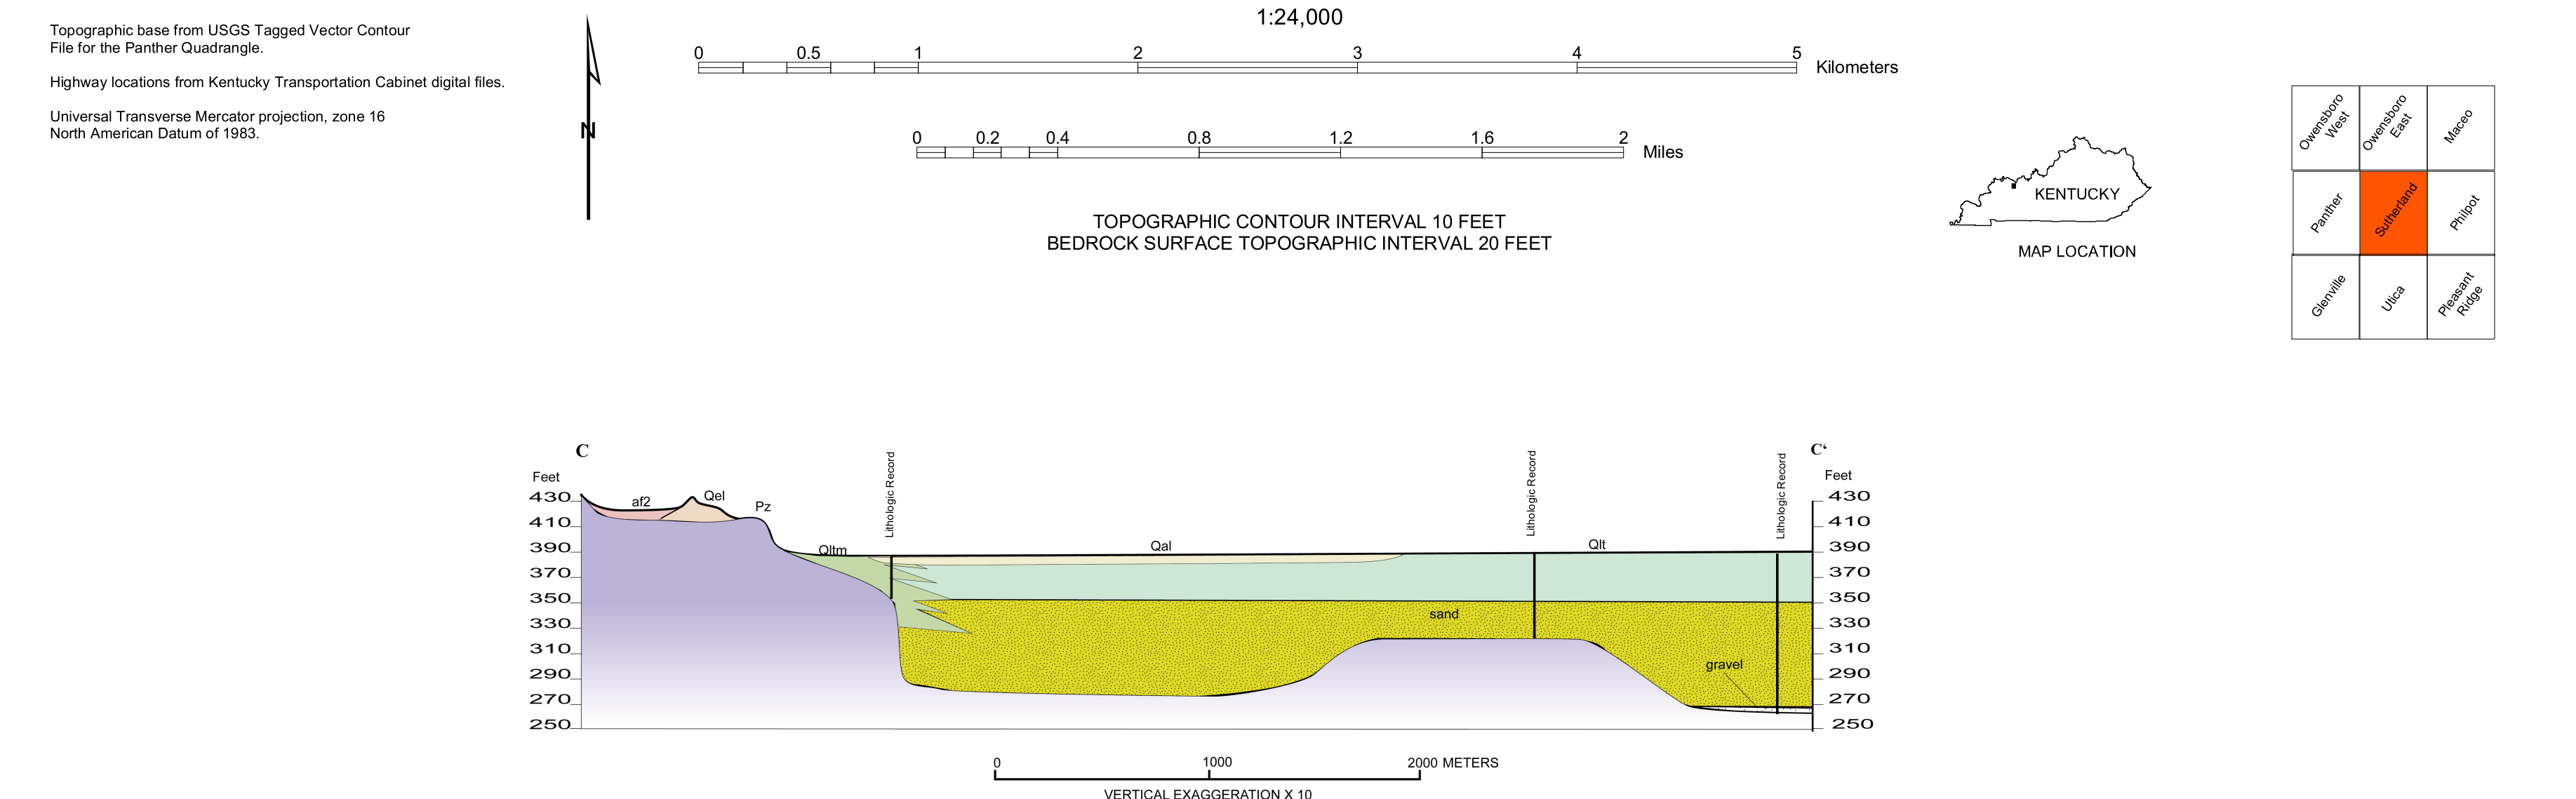 Topographic base from USGS Tagged Vector Contour
File for the Panther Quadrangle.
Highway locations from Kentucky Transportation Cabinet digital files.
Universal Transverse Mercator projection, zone 16
North American Datum of 1983.
N
1:24,000
0 0.5 1 2 3 4 5
Kilometers
0 0.2 0.4 0.8 1.2 1.6 2
Miles
TOPOGRAPHIC CONTOUR INTERVAL 10 FEET
BEDROCK SURFACE TOPOGRAPHIC INTERVAL 20 FEET
KENTUCKY
MAP LOCATION
Owensboro
West
Owensboro
East
Maceo
Panther
Sutherland
Philpot
Glenville
Utica
Pleasant
Ridge
C
C‘
Feet
430
410
390
370
350
330
310
290
270
250
af2
Qel
Pz
Qltm
Lithologic Record
Qal
Lithologic Record
Qlt
Lithologic Record
sand
gravel
Feet
430
410
390
370
350
330
310
290
270
250
0 1000 2000 METERS
VERTICAL EXAGGERATION X 10